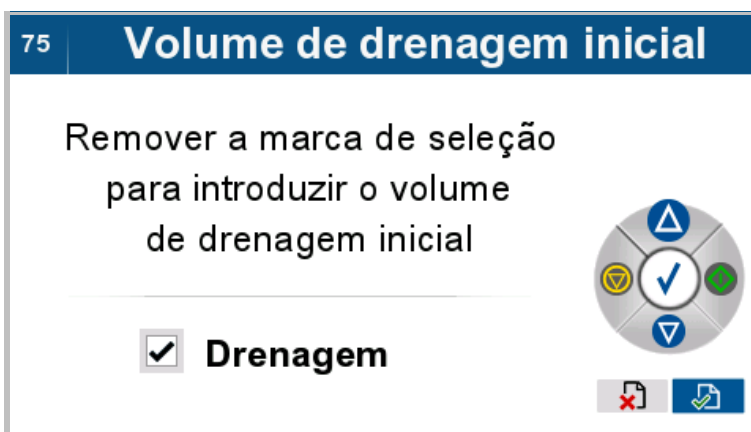 75 Volume de drenagem inicial
Remover a marca de seleção
para introduzir o volume
de drenagem inicial
Drenagem